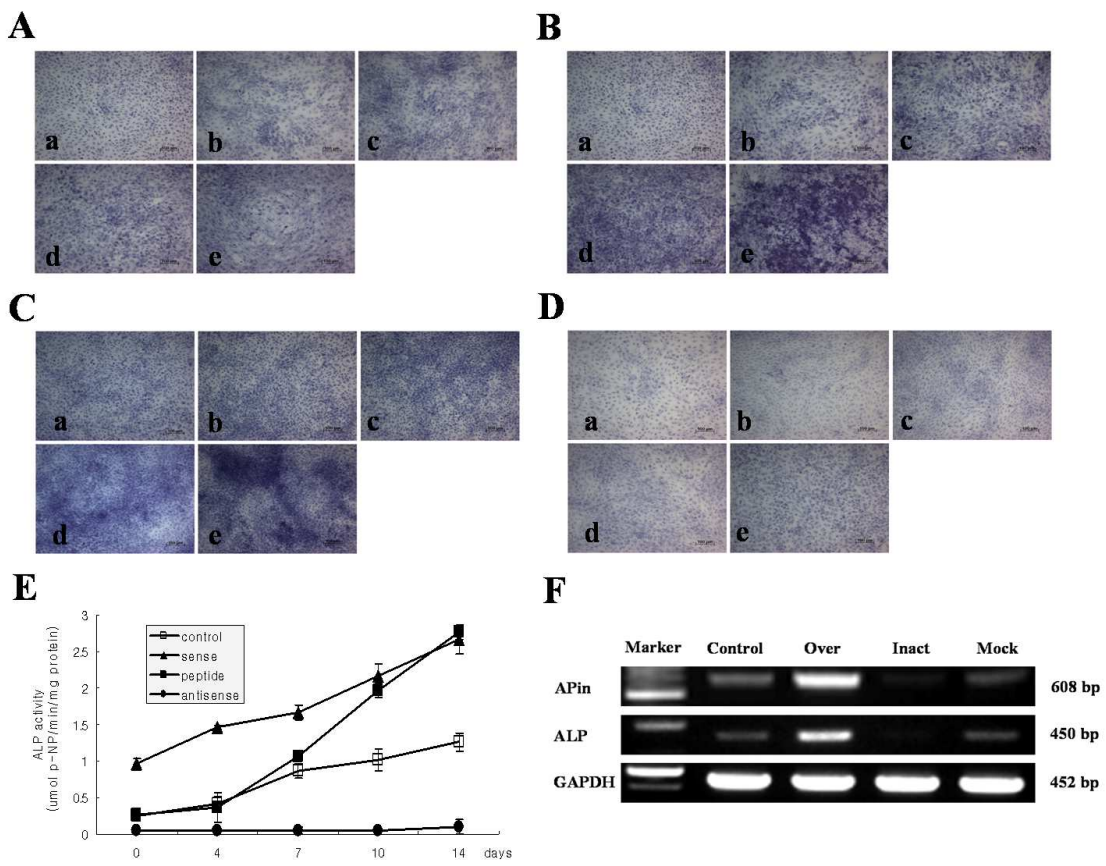 A
B
a
b
c
a
b
c
d
e
d
e
C
D
a
b
c
a
b
c
d
e
d
e
E
F
ALP activity
(umol p-NP/min/mg protein)
3
2.5
2
1.5
1
0.5
0
control
sense
peptide
antisense
0 4 7 10 14 days
Marker Control Over Inact Mock
APin 608 bp
ALP 450 bp
GAPDH 452 bp